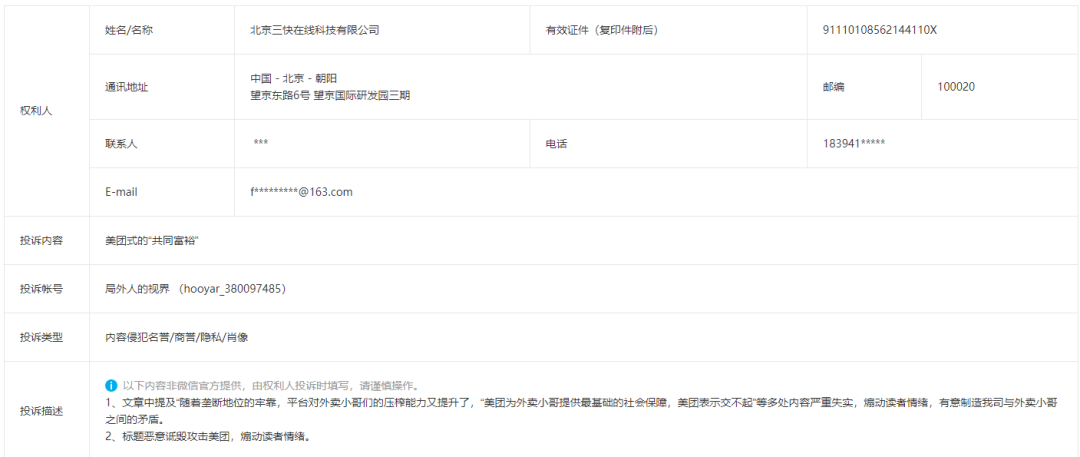 姓名/名称 北京三快在线科技有限公司 有效证件（复印件附后） 91110108562144110X
权利人
通讯地址 中国 - 北京 - 朝阳
望京东路6号 望京国际研发园三期 邮编 100020
联系人 *** 电话 183941*****
E-mail f*********@163.com
投诉内容 美团式的“共同富裕”
投诉帐号 局外人的视界 （hooyar_380097485）
投诉类型 内容侵犯名誉/商誉/隐私/肖像
投诉描述
以下内容非微信官方提供，由权利人投诉时填写，请谨慎操作。
1、文章中提及“随着垄断地位的牢靠，平台对外卖小哥们的压榨能力又提升了，“美团为外卖小哥提供最基础的社会保障，美团表示交不起”等多处内容严重失实，煽动读者情绪，有意制造我司与外卖小哥
之间的矛盾。
2、标题恶意诋毁攻击美团，煽动读者情绪。